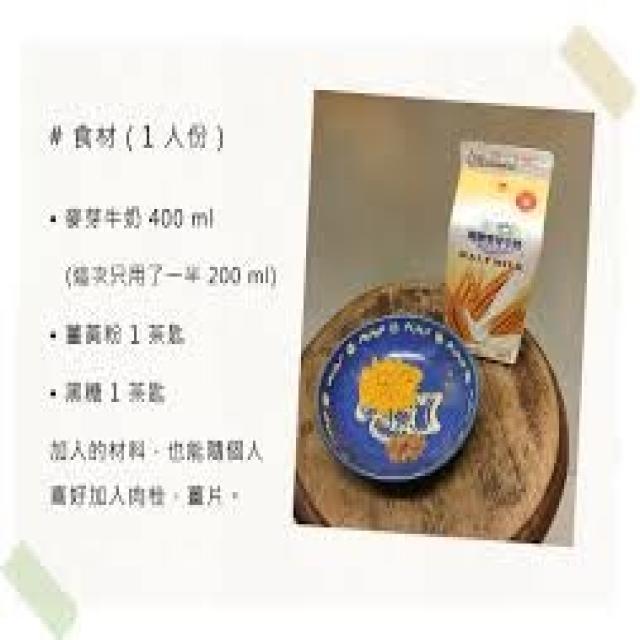 # 食材 ( 1 人份 )
• 麥芽牛奶 400 ml
(這次只用了一半 200 ml)
• 薑黃粉 1 茶匙
• 黑糖 1 茶匙
加入的材料，也能隨個人
喜好加入肉桂、薑片。
MALT MILK